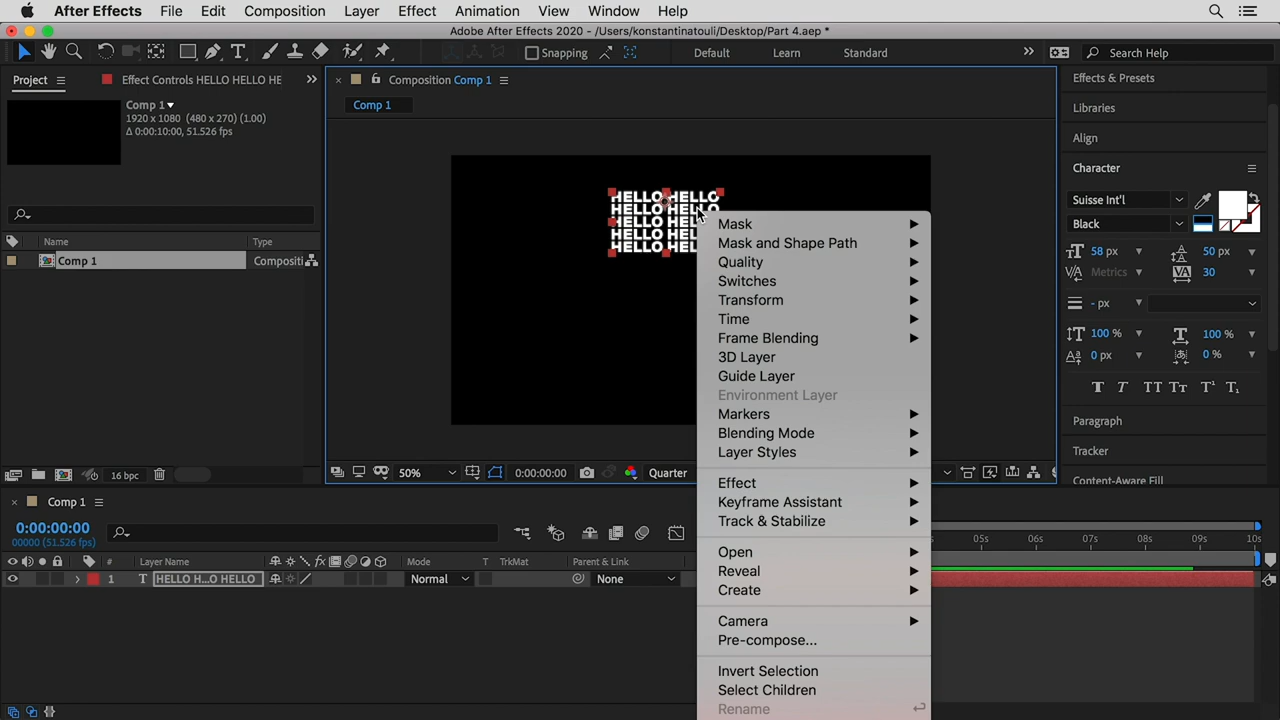 After Effects File Edit Composition Layer Effect Animation View Window Help
Adobe After Effects 2020 - /Users/konstantinatouli/Desktop/Part 4.aep *
Snapping Default Learn Standard Search Help
Project Effect Controls HELLO HELLO HE
Comp 1
1920 x 1080 (480 x 270) (1.00)
Δ 0:00:10:00, 51.526 fps
Name Type
Comp 1 Compositi
16 bpc
Composition Comp 1
Comp 1
HELLO HELLO
HELLO HELLO
HELLO HEL
HELLO HEL
HELLO HEL
50% 0:00:00:00 Quarter
Mask
Mask and Shape Path
Quality
Switches
Transform
Time
Frame Blending
3D Layer
Guide Layer
Environment Layer
Markers
Blending Mode
Layer Styles
Effect
Keyframe Assistant
Track & Stabilize
Open
Reveal
Create
Camera
Pre-compose...
Invert Selection
Select Children
Rename
Effects & Presets
Libraries
Align
Character
Suisse Int'l
Black
58 px 50 px
Metrics 30
- px
100 % 100 %
0 px 0 %
Paragraph
Tracker
Content-Aware Fill
Comp 1
0:00:00:00
00000 (51.526 fps)
# Layer Name Mode T TrkMat Parent & Link
1 T HELLO H...O HELLO Normal None
05s 06s 07s 08s 09s 10s